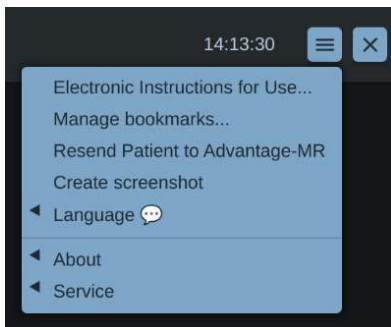 14:13:30
Electronic Instructions for Use...
Manage bookmarks...
Resend Patient to Advantage-MR
Create screenshot
Language 💬
About
Service